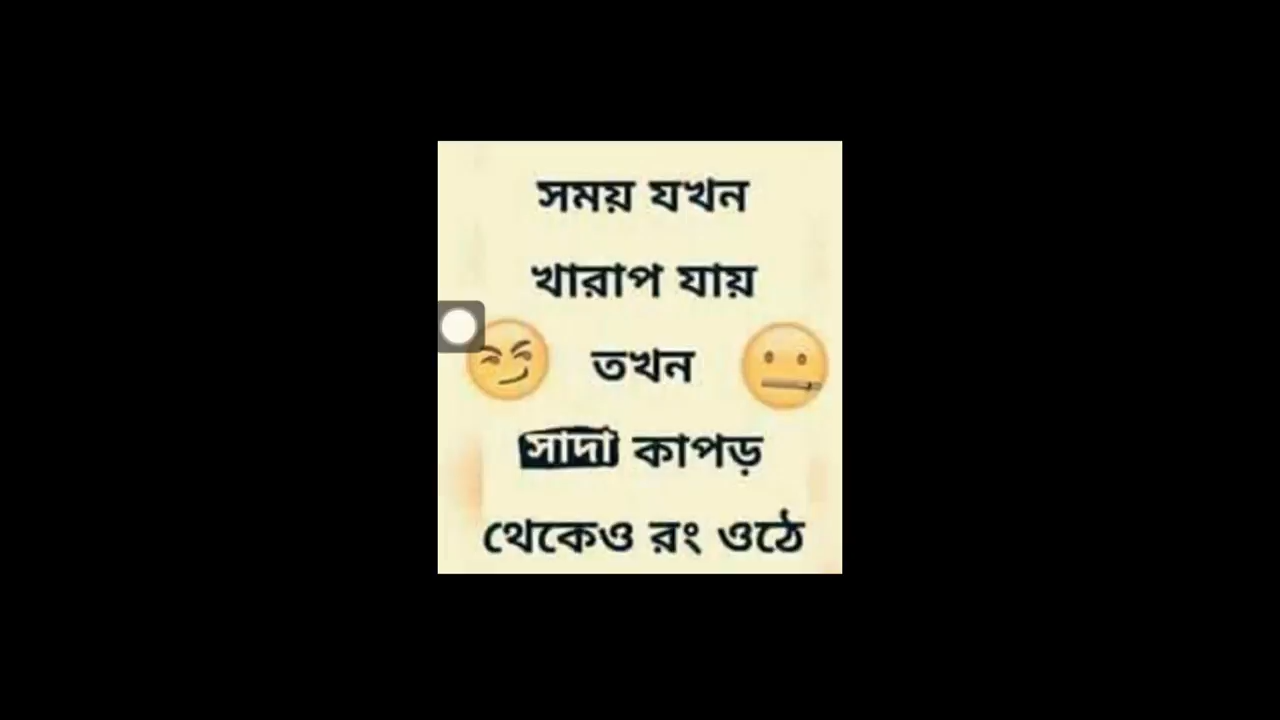 সময় যখন
খারাপ যায়
তখন
সাদা কাপড়
থেকেও রং ওঠে